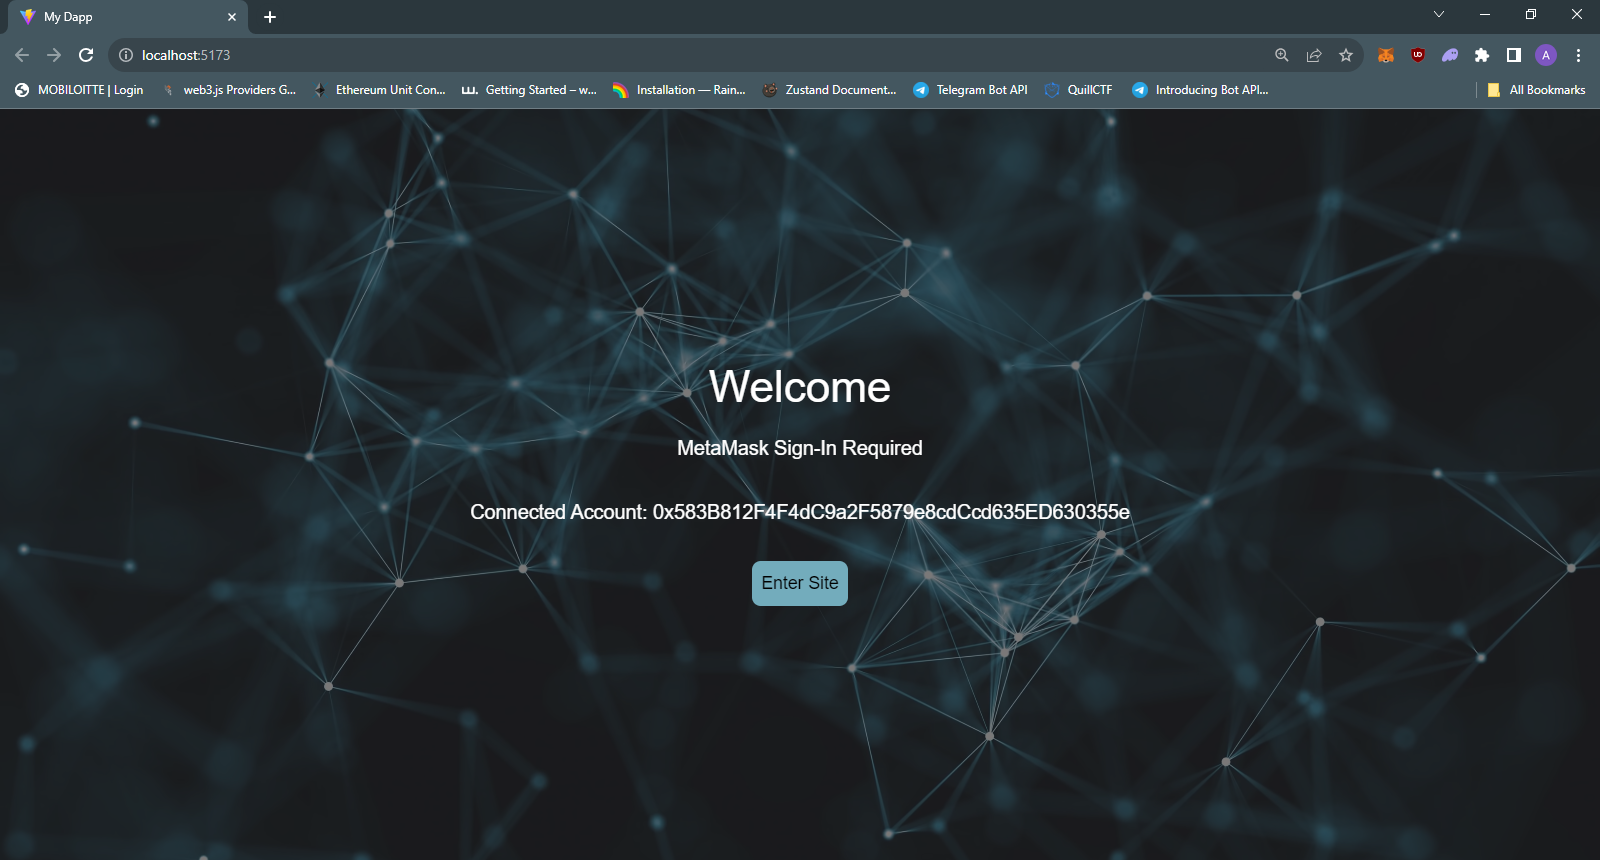 My Dapp
localhost:5173
A
MOBILOITTE | Login
web3.js Providers G...
Ethereum Unit Con...
Getting Started – w...
Installation — Rain...
Zustand Document...
Telegram Bot API
QuillCTF
Introducing Bot API...
All Bookmarks
Welcome
MetaMask Sign-In Required
Connected Account: 0x583B812F4F4dC9a2F5879e8cdCcd635ED630355e
Enter Site